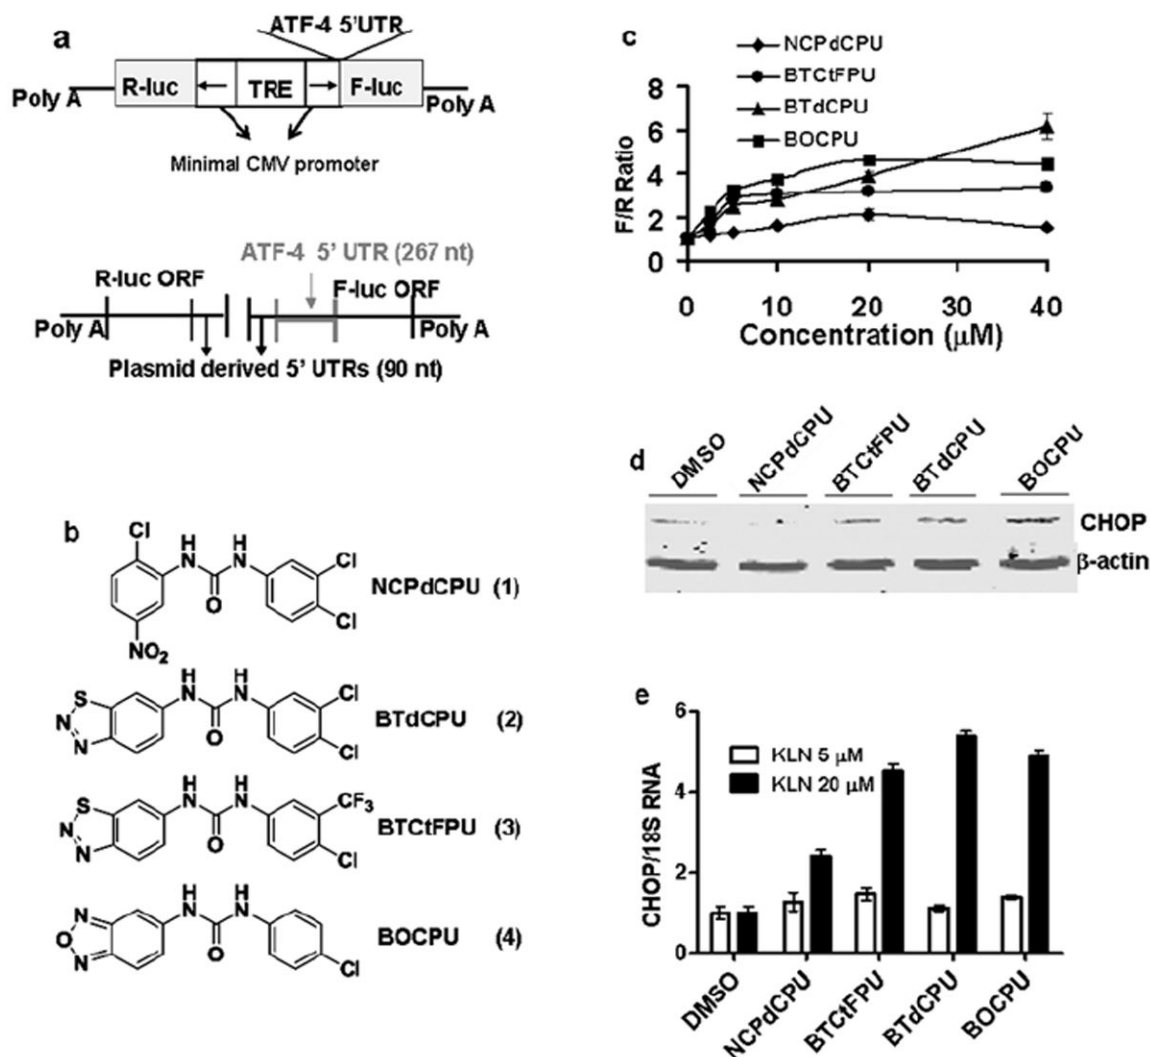 a
ATF-4 5'UTR
R-luc
TRE
F-luc
Poly A
Poly A
Minimal CMV promoter
ATF-4 5' UTR (267 nt)
R-luc ORF
F-luc ORF
Poly A
Poly A
Plasmid derived 5' UTRs (90 nt)
b
Cl
H
N
H
N
O
Cl
Cl
NO2
NCPdCPU (1)
H
N
H
N
S
N
N
O
Cl
Cl
BTdCPU (2)
H
N
H
N
S
N
N
O
CF3
Cl
BTCtFPU (3)
H
N
H
N
N
O
N
O
Cl
BOCPU (4)
c
NCPdCPU
BTCtFPU
BTdCPU
BOCPU
F/R Ratio
8
6
4
2
0
0
10
20
30
40
Concentration (µM)
d
DMSO
NCPdCPU
BTCtFPU
BTdCPU
BOCPU
CHOP
β-actin
e
CHOP/18S RNA
6
4
2
0
KLN 5 µM
KLN 20 µM
DMSO
NCPdCPU
BTCtFPU
BTdCPU
BOCPU